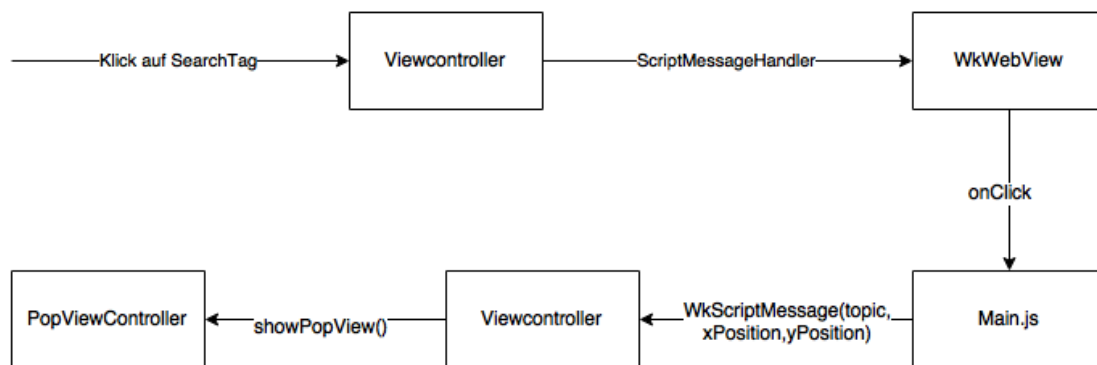 Klick auf SearchTag
Viewcontroller
ScriptMessageHandler
WkWebView
onClick
PopViewController
showPopView()
Viewcontroller
WkScriptMessage(topic,
xPosition,yPosition)
Main.js